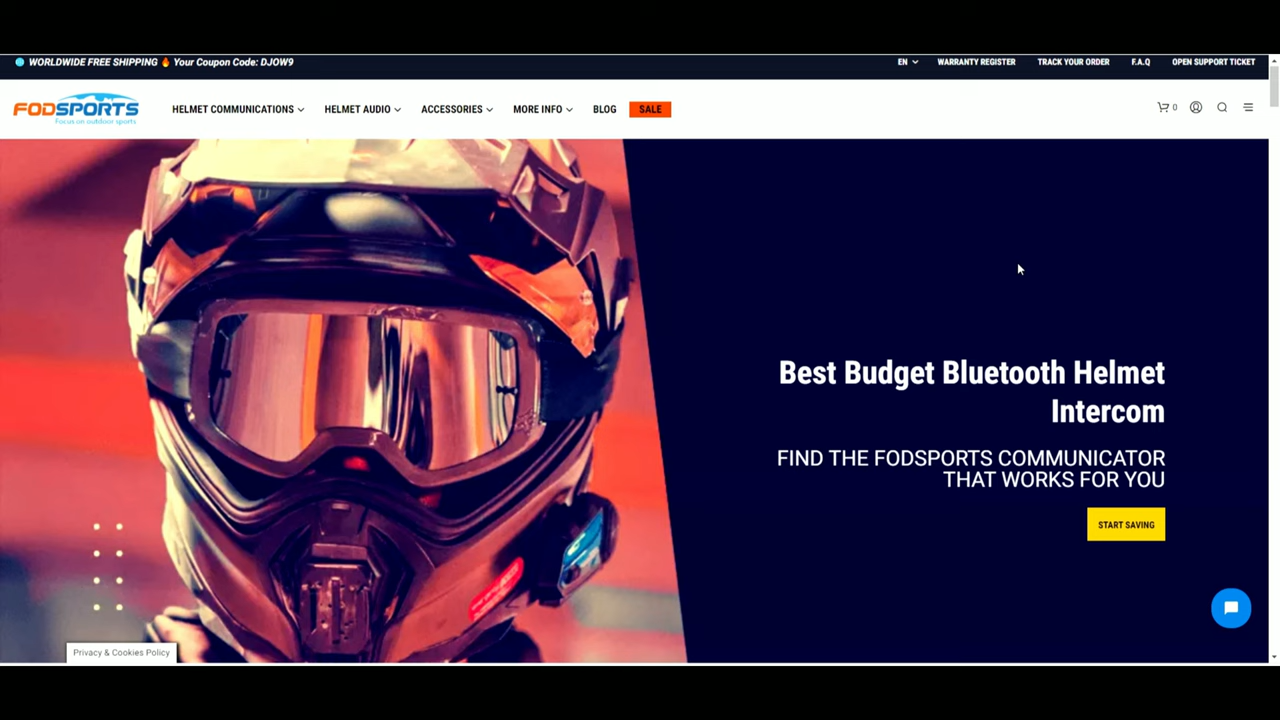 WORLDWIDE FREE SHIPPING 🔥 Your Coupon Code: DJOW9
EN
WARRANTY REGISTER
TRACK YOUR ORDER
F.A.Q
OPEN SUPPORT TICKET
FODSPORTS
Focus on outdoor sports
HELMET COMMUNICATIONS
HELMET AUDIO
ACCESSORIES
MORE INFO
BLOG
SALE
0
Best Budget Bluetooth Helmet
Intercom
FIND THE FODSPORTS COMMUNICATOR
THAT WORKS FOR YOU
START SAVING
Privacy & Cookies Policy